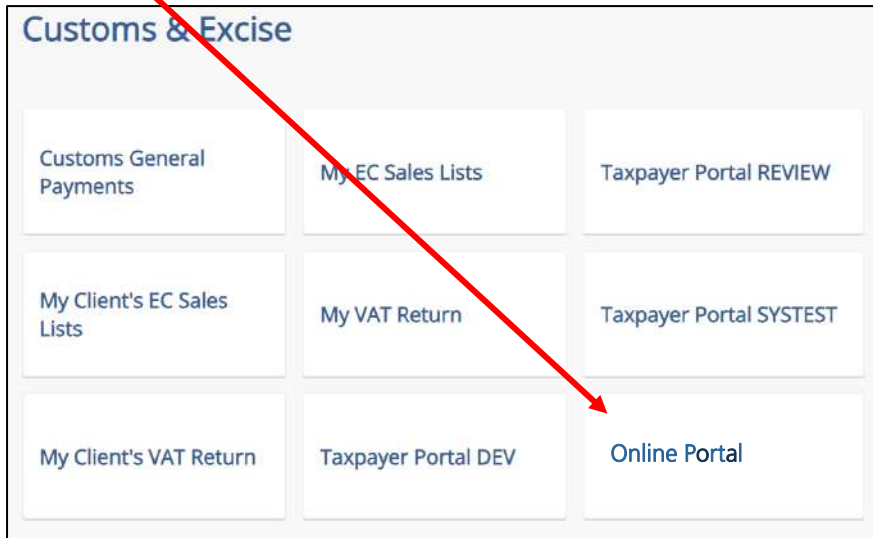 Customs & Excise
Customs General
Payments
My EC Sales Lists
Taxpayer Portal REVIEW
My Client's EC Sales
Lists
My VAT Return
Taxpayer Portal SYSTEST
My Client's VAT Return
Taxpayer Portal DEV
Online Portal